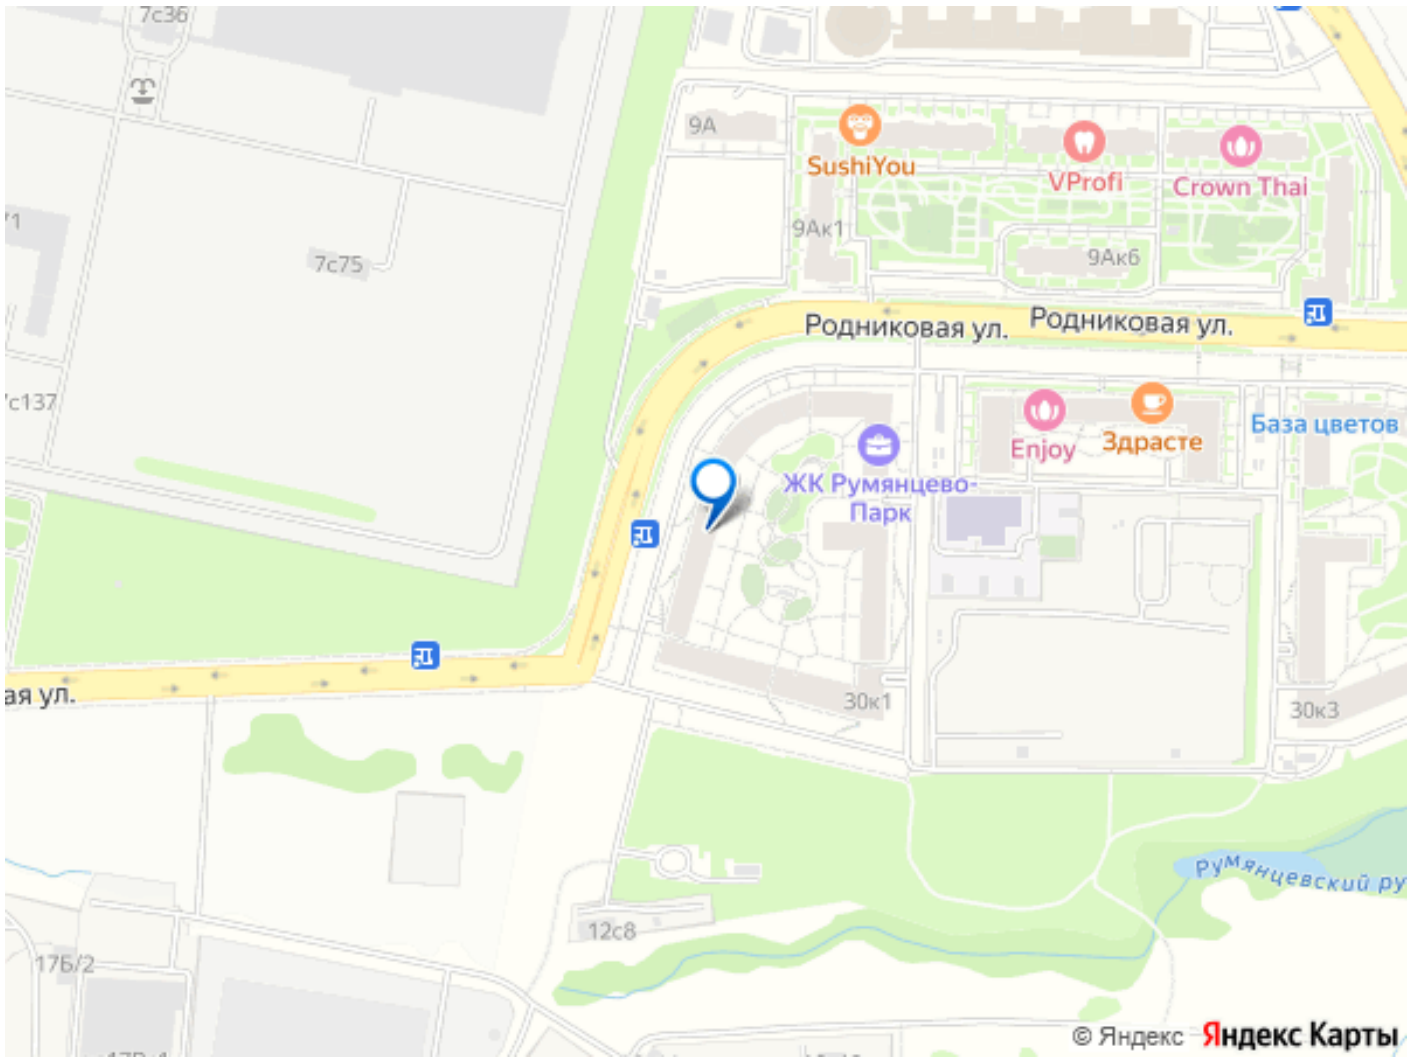 7с36
9А
SushiYou
VProfi
Crown Thai
9Ак1
9Ак6
7с75
Родниковая ул.
Родниковая ул.
с137
Enjoy
Здрасте
База цветов
ЖК Румянцево-
Парк
ая ул.
30к1
30к3
Румянцевский ру
12с8
17Б/2
© Яндекс Яндекс Карты